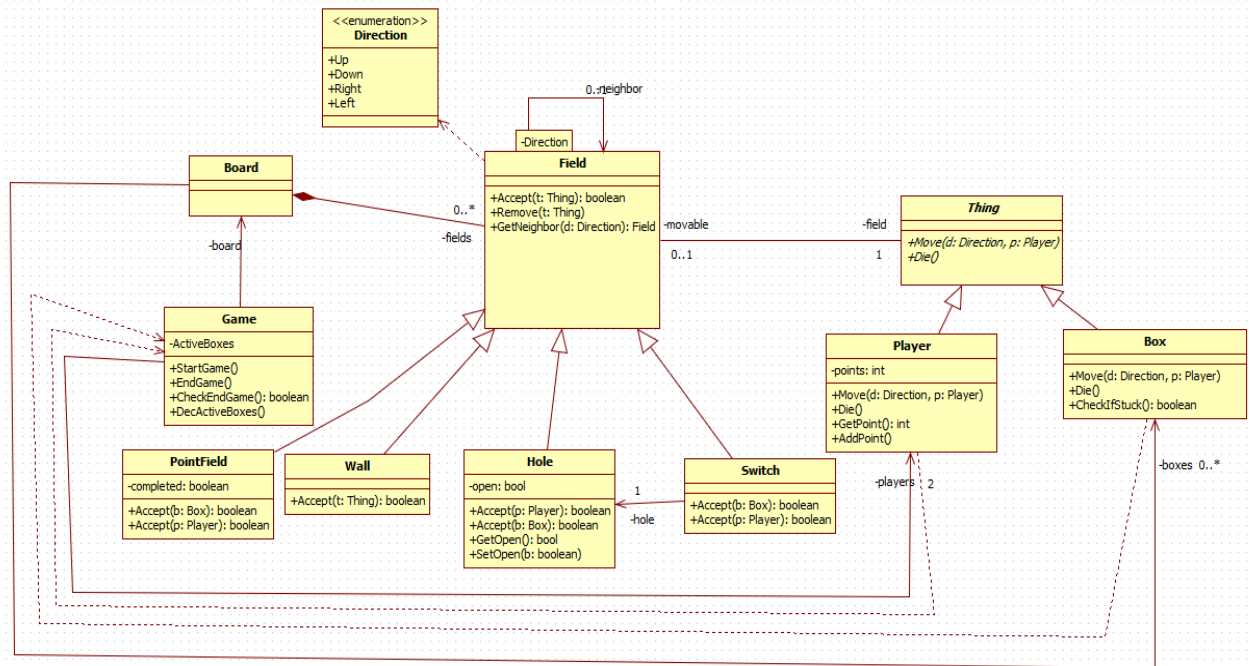 <<enumeration>>
Direction
+Up
+Down
+Right
+Left
0..1
neighbor
-Direction
Field
+Accept(t: Thing): boolean
+Remove(t: Thing)
+GetNeighbor(d: Direction): Field
Board
0..*
-fields
-movable
0..1
-field
1
Thing
+Move(d: Direction, p: Player)
+Die()
-board
Game
-ActiveBoxes
+StartGame()
+EndGame()
+CheckEndGame(): boolean
+DecActiveBoxes()
Player
-points: int
+Move(d: Direction, p: Player)
+Die()
+GetPoint(): int
+AddPoint()
Box
+Move(d: Direction, p: Player)
+Die()
+CheckIfStuck(): boolean
PointField
-completed: boolean
+Accept(b: Box): boolean
+Accept(p: Player): boolean
Wall
+Accept(t: Thing): boolean
Hole
-open: bool
+Accept(p: Player): boolean
+Accept(b: Box): boolean
+GetOpen(): bool
+SetOpen(b: boolean)
1
-hole
Switch
+Accept(b: Box): boolean
+Accept(p: Player): boolean
-players
2
-boxes 0..*